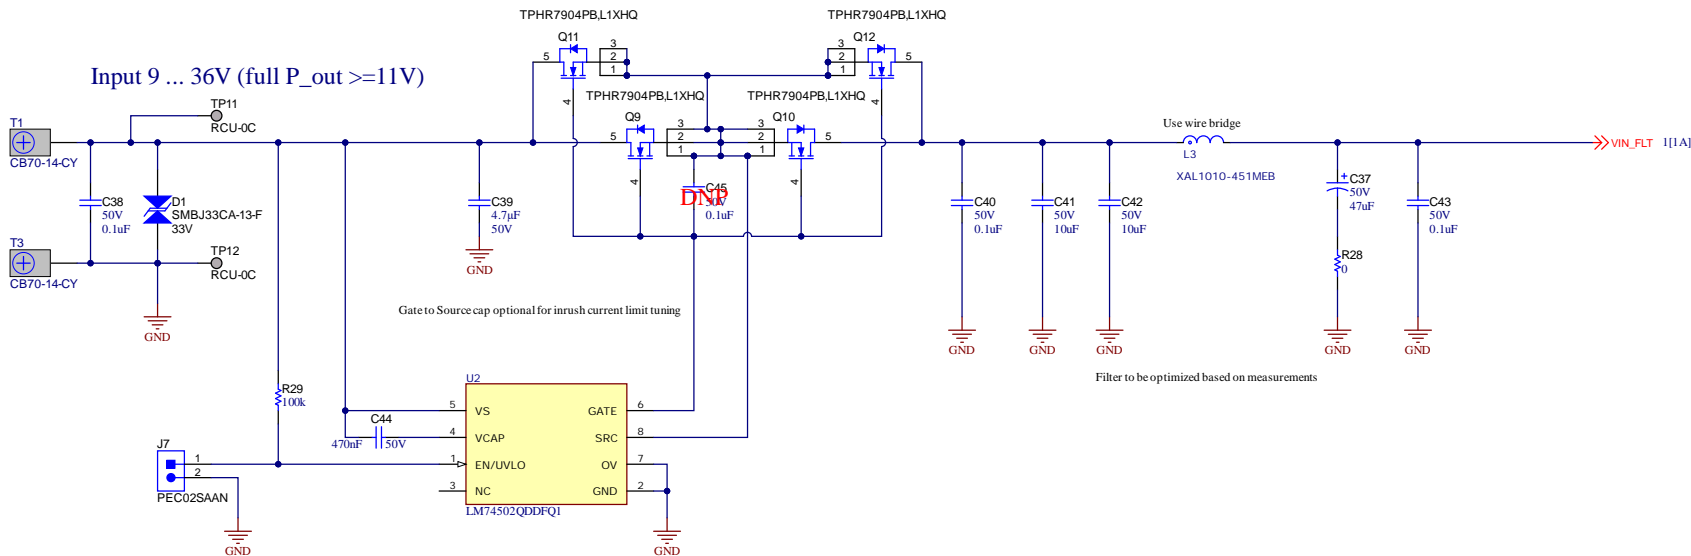 TPHR7904PB,L1XHQ
TPHR7904PB,L1XHQ
Q11
Q12
5
3
2
1
4
3
2
1
5
4
Input 9 ... 36V (full P_out >=11V)
TPHR7904PB,L1XHQ
TPHR7904PB,L1XHQ
TP11
RCU-0C
T1
CB70-14-CY
Q9
5
3
2
1
4
Q10
3
2
1
5
4
Use wire bridge
L3
XAL1010-451MEB
VIN_FLT
1[1A]
C38
50V
0.1uF
D1
SMBJ33CA-13-F
33V
C39
4.7µF
50V
GND
C45
DNP
50V
0.1uF
C40
50V
0.1uF
GND
C41
50V
10uF
GND
C42
50V
10uF
GND
C37
+
50V
47uF
R28
0
GND
C43
50V
0.1uF
GND
T3
CB70-14-CY
TP12
RCU-0C
GND
Gate to Source cap optional for inrush current limit tuning
Filter to be optimized based on measurements
R29
100k
U2
5
VS
GATE
6
C44
470nF
50V
4
VCAP
SRC
8
1
EN/UVLO
OV
7
3
NC
GND
2
LM74502QDDFQ1
J7
1
2
PEC02SAAN
GND
GND